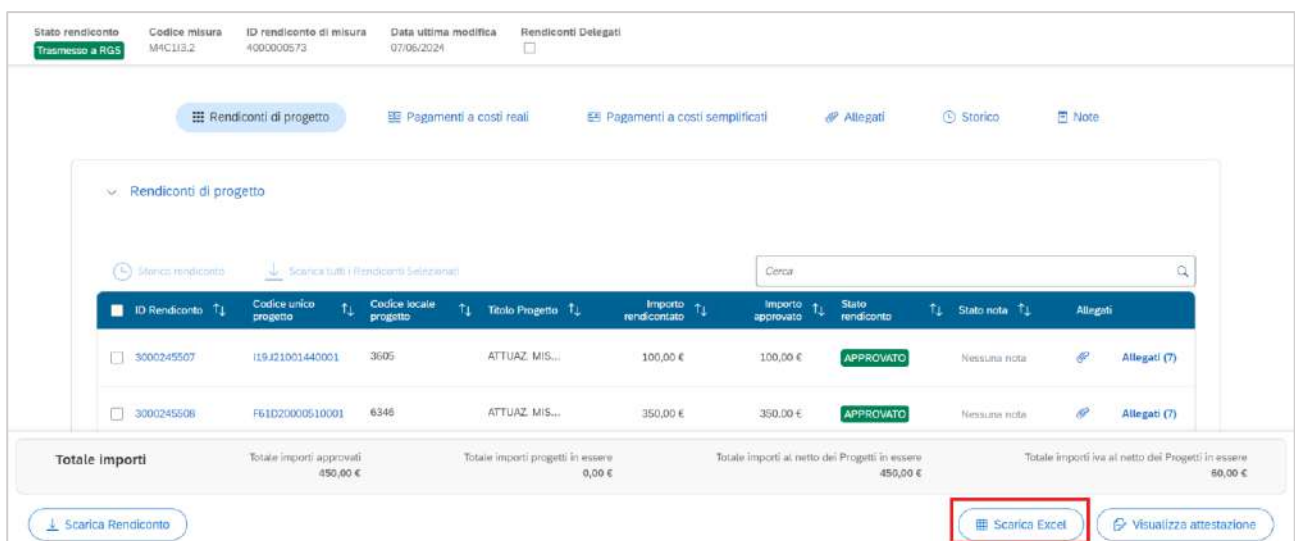 Stato rendiconto Codice misura ID rendiconto di misura Data ultima modifica Rendiconti Delegati
Trasmesso a RGS M4C1I3.2 4000000573 07/06/2024
Rendiconti di progetto Pagamenti a costi reali Pagamenti a costi semplificati Allegati Storico Note
Rendiconti di progetto
Storico rendiconto Scarica tutti i Rendiconti Selezionati Cerca
ID Rendiconto Codice unico progetto Codice locale progetto Titolo Progetto Importo rendicontato Importo approvato Stato rendiconto Stato nota Allegati
3000245507 I19J21001440001 3605 ATTUAZ. MIS... 100,00 € 100,00 € APPROVATO Nessuna nota Allegati (7)
3000245508 F61D20000510001 6346 ATTUAZ. MIS... 350,00 € 350,00 € APPROVATO Nessuna nota Allegati (7)
Totale importi Totale importi approvati Totale importi progetti in essere Totale importi al netto dei Progetti in essere Totale importi iva al netto dei Progetti in essere
450,00 € 0,00 € 450,00 € 60,00 €
Scarica Rendiconto Scarica Excel Visualizza attestazione